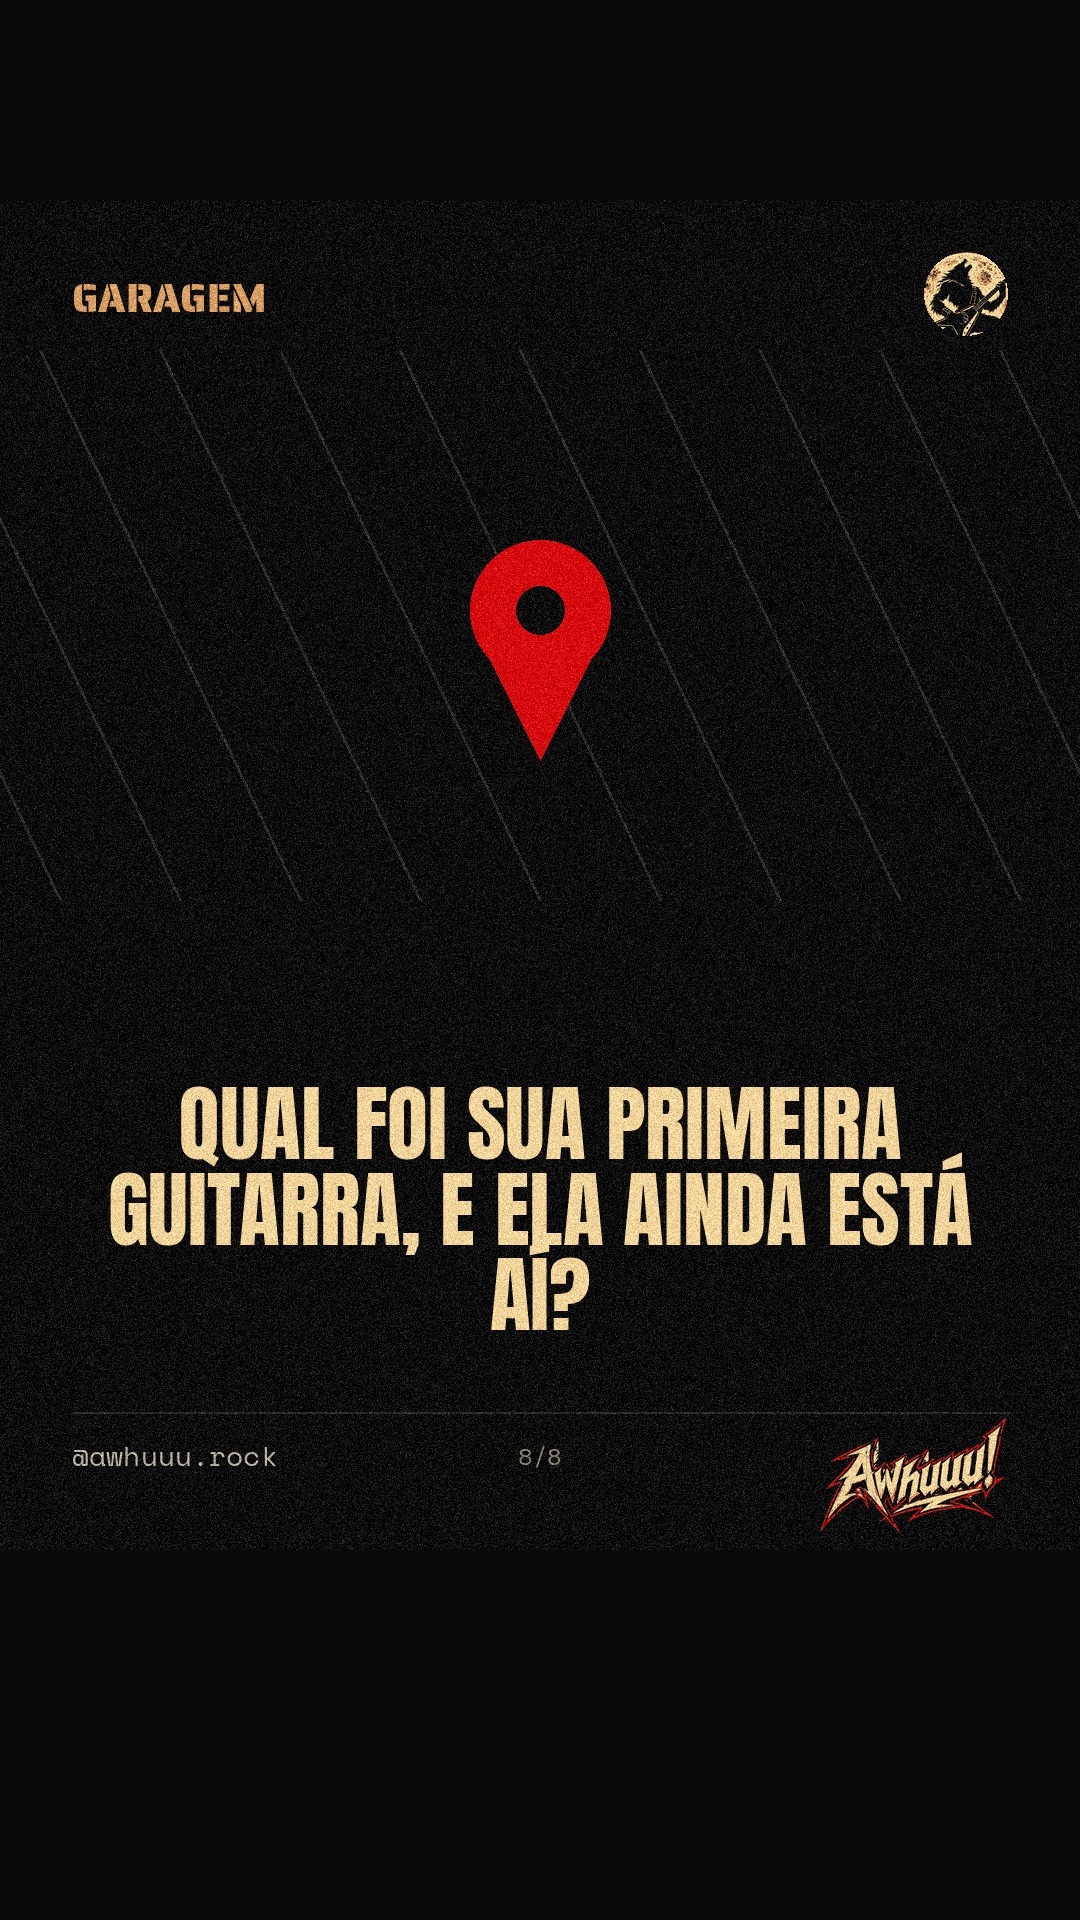 GARAGEM
QUAL FOI SUA PRIMEIRA
GUITARRA, E ELA AINDA ESTÁ
AÍ?
@awhuuu.rock
8/8
Awhuuu!